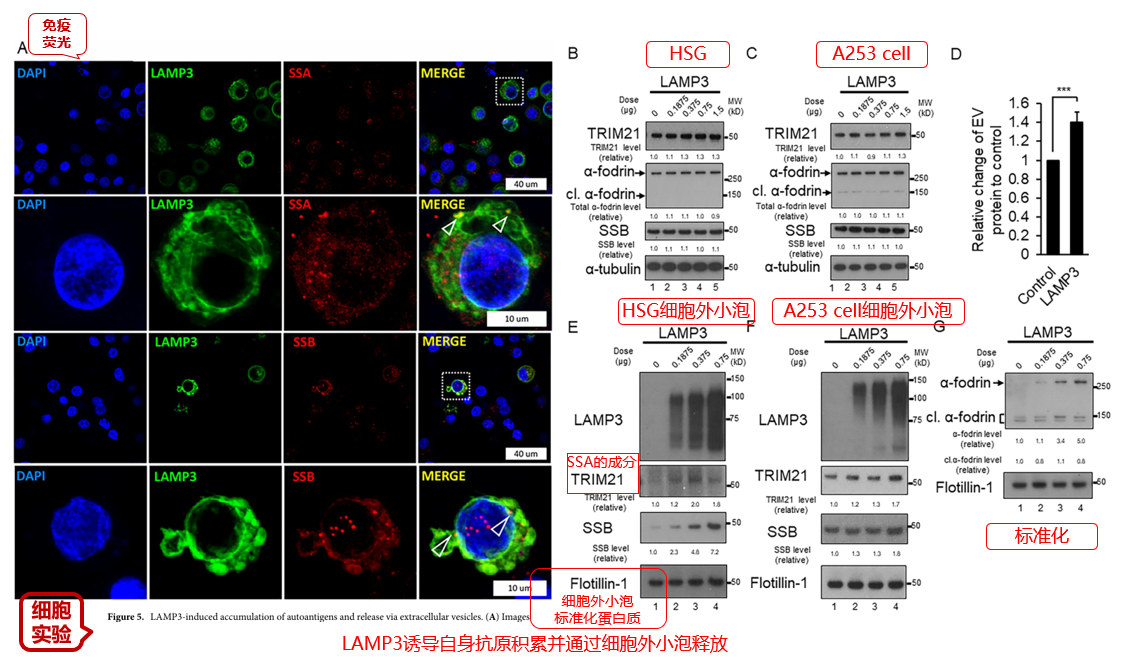 免疫
荧光
A
DAPI
LAMP3
SSA
MERGE
40 um
DAPI
LAMP3
SSA
MERGE
10 um
DAPI
LAMP3
SSB
MERGE
40 um
DAPI
LAMP3
SSB
MERGE
10 um
B
HSG
LAMP3
Dose
(μg)
0 0.1875 0.375 0.75 1.5
MW
(kD)
TRIM21
50
TRIM21 level
(relative)
1.0 1.1 1.3 1.3 1.3
α-fodrin
250
cl. α-fodrin
150
Total α-fodrin level
(relative)
1.0 1.1 1.1 1.0 0.9
SSB
50
SSB level
(relative)
1.0 1.1 1.1 1.0 1.1
α-tubulin
50
1 2 3 4 5
C
A253 cell
LAMP3
Dose
(μg)
0 0.1875 0.375 0.75 1.5
MW
(kD)
TRIM21
50
TRIM21 level
(relative)
1.0 1.1 0.9 1.1 1.3
α-fodrin
250
cl. α-fodrin
150
Total α-fodrin level
(relative)
1.0 1.0 1.0 1.1 1.1
SSB
50
SSB level
(relative)
1.0 1.1 1.1 1.1 1.0
α-tubulin
50
1 2 3 4 5
D
Relative change of EV
protein to control
1.6
1.4
1.2
1
0.8
0.6
0.4
0.2
0
***
Control
LAMP3
E
HSG细胞外小泡
LAMP3
Dose
(μg)
0 0.1875 0.375 0.75
MW
(kD)
150
100
75
LAMP3
SSA的成分
TRIM21
50
TRIM21 level
(relative)
1.0 1.2 2.0 1.8
SSB
50
SSB level
(relative)
1.0 2.3 4.8 7.2
Flotillin-1
50
细胞外小泡
标准化蛋白质
1 2 3 4
F
A253 cell细胞外小泡
LAMP3
Dose
(μg)
0 0.1875 0.375 0.75
MW
(kD)
150
100
75
LAMP3
TRIM21
50
TRIM21 level
(relative)
1.0 1.2 1.3 1.7
SSB
50
SSB level
(relative)
1.0 1.3 1.3 1.8
Flotillin-1
50
1 2 3 4
G
LAMP3
Dose
(μg)
0 0.1875 0.375 0.75
MW
(kD)
α-fodrin
250
cl. α-fodrin
150
α-fodrin level
(relative)
1.0 1.1 3.4 5.0
cl.α-fodrin level
(relative)
1.0 0.8 1.1 0.8
Flotillin-1
50
1 2 3 4
标准化
细胞
实验
Figure 5. LAMP3-induced accumulation of autoantigens and release via extracellular vesicles. (A) Images
LAMP3诱导自身抗原积累并通过细胞外小泡释放